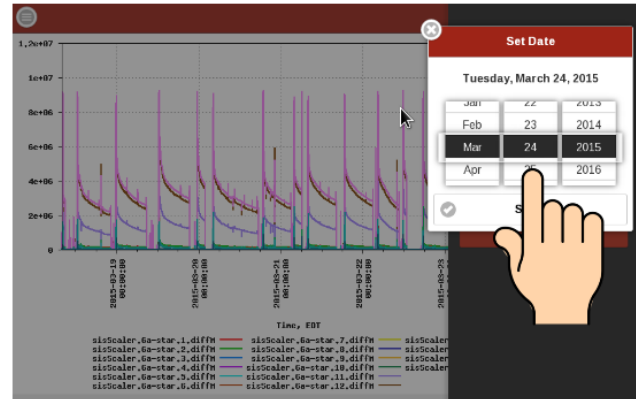 Set Date
Tuesday, March 24, 2015
Jan 22 2013
Feb 23 2014
Mar 24 2015
Apr 25 2016
1.2e+07
1e+07
8e+06
6e+06
4e+06
2e+06
0
2015-03-19 00:00:00
2015-03-20 00:00:00
2015-03-21 00:00:00
2015-03-22 00:00:00
2015-03-23
Time, EDT
sisScaler.6a-star.1.diffM sisScaler.6a-star.7.diffM sisScaler
sisScaler.6a-star.2.diffM sisScaler.6a-star.8.diffM sisScaler
sisScaler.6a-star.3.diffM sisScaler.6a-star.9.diffM sisScaler
sisScaler.6a-star.4.diffM sisScaler.6a-star.10.diffM sisScaler
sisScaler.6a-star.5.diffM sisScaler.6a-star.11.diffM
sisScaler.6a-star.6.diffM sisScaler.6a-star.12.diffM